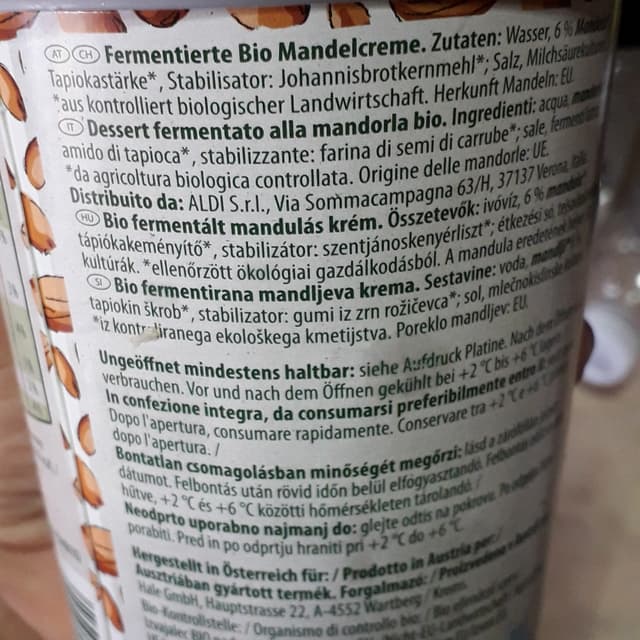 AT CH Fermentierte Bio Mandelcreme. Zutaten: Wasser, 6 %
Tapiokastärke*, Stabilisator: Johannisbrotkernmehl*; Salz,
*aus kontrolliert biologischer Landwirtschaft. Herkunft Mandeln: EU.
IT Dessert fermentato alla mandorla bio. Ingredienti: acqua,
amido di tapioca*, stabilizzante: farina di semi di carrube*; sale,
*da agricoltura biologica controllata. Origine delle mandorle: UE.
Distribuito da: ALDI S.r.l., Via Sommacampagna 63/H, 37137 Verona,
HU Bio fermentált mandulás krém. Összetevők: ivóvíz, 6 %
tápiókakeményítő*, stabilizátor: szentjánoskenyérliszt*; étkezési só,
kultúrák. *ellenőrzött ökológiai gazdálkodásból. A mandula
SI Bio fermentirana mandljeva krema. Sestavine: voda,
tapiokin škrob*, stabilizator: gumi iz zrn rožičevca*; sol,
*iz kontroliranega ekološkega kmetijstva. Poreklo mandljev: EU.
Ungeöffnet mindestens haltbar: siehe Aufdruck Platine. Nach dem
verbrauchen. Vor und nach dem Öffnen gekühlt bei +2 °C bis +6 °C
In confezione integra, da consumarsi preferibilmente entro
Dopo l'apertura, consumare rapidamente. Conservare tra +2 °C e +6 °C
dopo l'apertura. /
Bontatlan csomagolásban minőségét megőrzi: lásd a
dátumot. Felbontás után rövid időn belül elfogyasztandó.
hűtve, +2 °C és +6 °C közötti hőmérsékleten tárolandó. /
Neodprto uporabno najmanj do: glejte odtis na pokrovu.
porabiti. Pred in po odprtju hraniti pri +2 °C do +6 °C.
Hergestellt in Österreich für: / Prodotto in Austria per: /
Ausztriában gyártott termék. Forgalmazó: / Proizvedeno v
Hale GmbH, Hauptstrasse 22, A-4552 Wartberg / Krems
Bio-Kontrollstelle: / Organismo di controllo bio: /